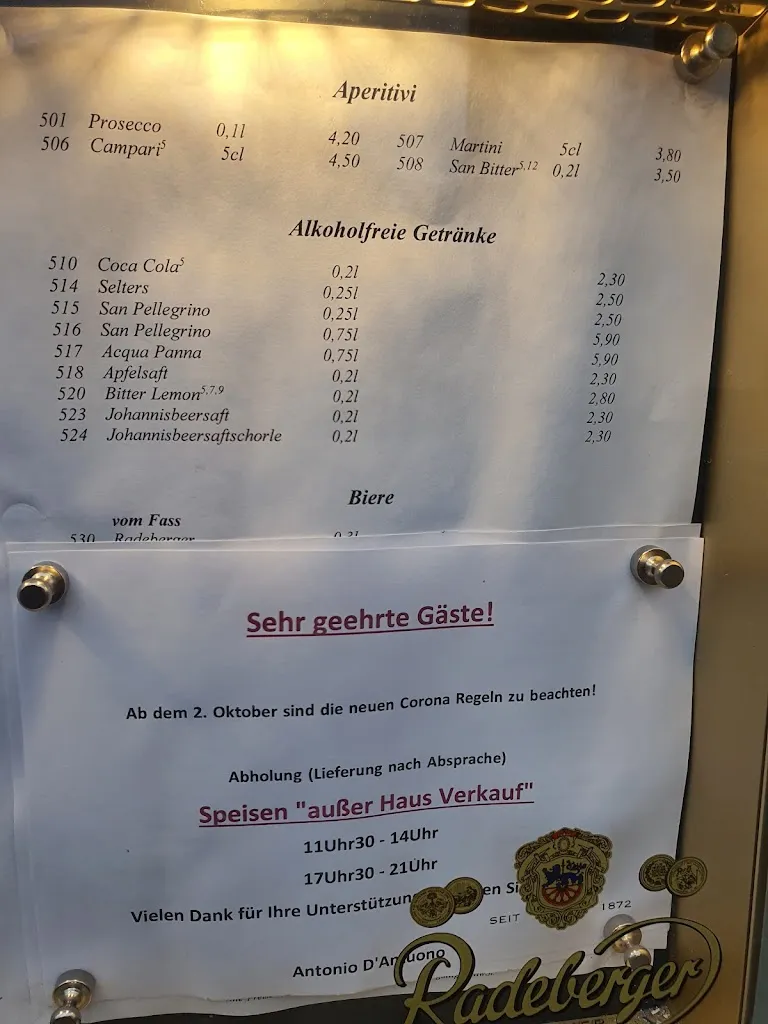 Aperitivi
501 Prosecco 0,1l 4,20 507 Martini 5cl 3,80
506 Campari5 5cl 4,50 508 San Bitter5,12 0,2l 3,50
Alkoholfreie Getränke
510 Coca Cola5 0,2l 2,30
514 Selters 0,25l 2,50
515 San Pellegrino 0,25l 2,50
516 San Pellegrino 0,75l 5,90
517 Acqua Panna 0,75l 5,90
518 Apfelsaft 0,2l 2,30
520 Bitter Lemon5,7,9 0,2l 2,80
523 Johannisbeersaft 0,2l 2,30
524 Johannisbeersaftschorle 0,2l 2,30
Biere
vom Fass
530 Radeberger
Sehr geehrte Gäste!
Ab dem 2. Oktober sind die neuen Corona Regeln zu beachten!
Abholung (Lieferung nach Absprache)
Speisen "außer Haus Verkauf"
11Uhr30 - 14Uhr
17Uhr30 - 21Uhr
Vielen Dank für Ihre
SEIT 1872
Antonio
Radeberger